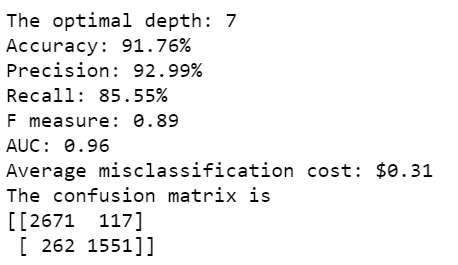 The optimal depth: 7
Accuracy: 91.76%
Precision: 92.99%
Recall: 85.55%
F measure: 0.89
AUC: 0.96
Average misclassification cost: $0.31
The confusion matrix is
[[2671  117]
 [ 262 1551]]